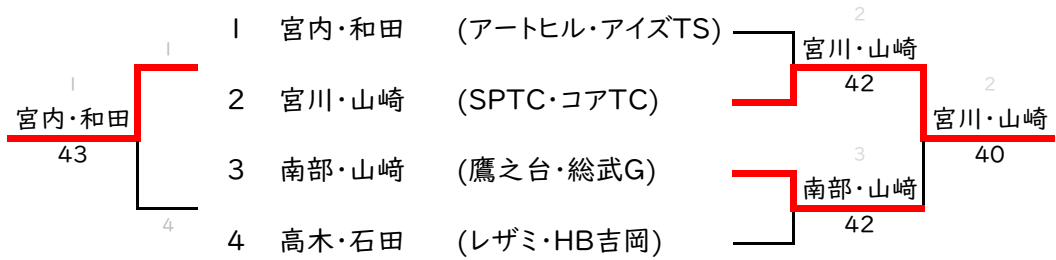 1 宮内・和田 (アートヒル・アイズTS)
2 宮川・山崎 (SPTC・コアTC)
3 南部・山﨑 (鷹之台・総武G)
4 高木・石田 (レザミ・HB吉岡)
1
4
1
宮内・和田
43
2
宮川・山崎
42
3
南部・山﨑
42
2
宮川・山崎
40